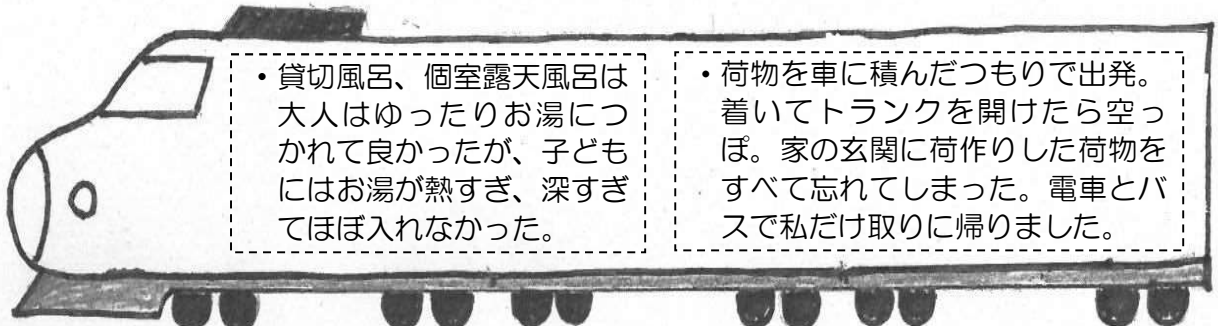 ・貸切風呂、個室露天風呂は
大人はゆったりお湯につ
かれて良かったが、子ども
にはお湯が熱すぎ、深すぎ
てほぼ入れなかった。
・荷物を車に積んだつもりで出発。
着いてトランクを開けたら空っ
ぽ。家の玄関に荷作りした荷物を
すべて忘れてしまった。電車とバ
スで私だけ取りに帰りました。